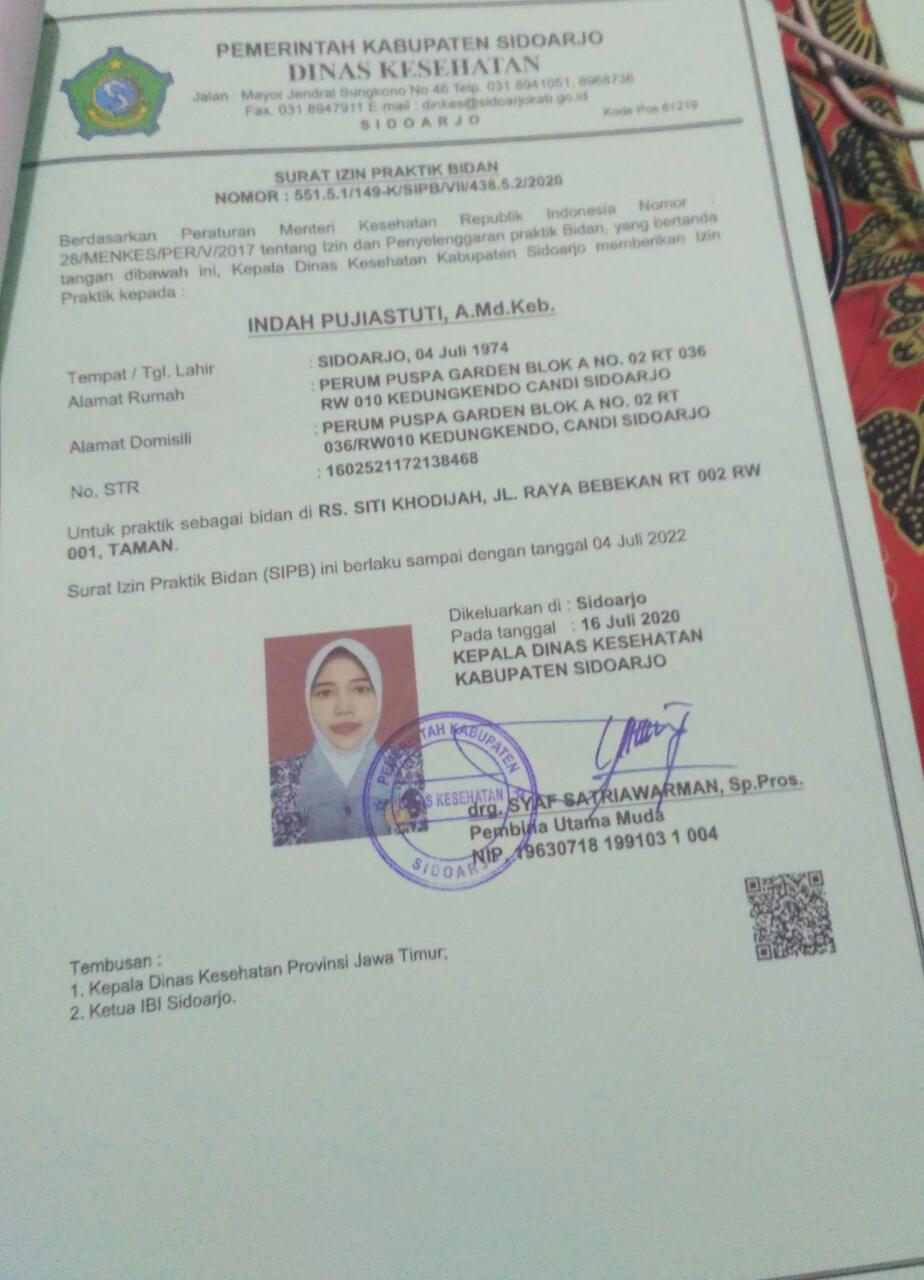 PEMERINTAH KABUPATEN SIDOARJO
DINAS KESEHATAN
Jalan : Mayor Jendral Sungkono No.46 Telp. 031 8941051, 8968736
Fax. 031 8947911 E-mail : dinkes@sidoarjokab.go.id
SIDOARJO
Kode Pos 61219
SURAT IZIN PRAKTIK BIDAN
NOMOR : 551.5.1/149-K/SIPB/VII/438.5.2/2020
Berdasarkan Peraturan Menteri Kesehatan Republik Indonesia Nomor :
28/MENKES/PER/V/2017 tentang Izin dan Penyelenggaran praktik Bidan, yang bertanda
tangan dibawah ini, Kepala Dinas Kesehatan Kabupaten Sidoarjo memberikan Izin
Praktik kepada :
INDAH PUJIASTUTI, A.Md.Keb.
Tempat / Tgl. Lahir : SIDOARJO, 04 Juli 1974
Alamat Rumah : PERUM PUSPA GARDEN BLOK A NO. 02 RT 036
RW 010 KEDUNGKENDO CANDI SIDOARJO
Alamat Domisili : PERUM PUSPA GARDEN BLOK A NO. 02 RT
036/RW010 KEDUNGKENDO, CANDI SIDOARJO
No. STR : 1602521172138468
Untuk praktik sebagai bidan di RS. SITI KHODIJAH, JL. RAYA BEBEKAN RT 002 RW
001, TAMAN.
Surat Izin Praktik Bidan (SIPB) ini berlaku sampai dengan tanggal 04 Juli 2022
Dikeluarkan di : Sidoarjo
Pada tanggal : 16 Juli 2020
KEPALA DINAS KESEHATAN
KABUPATEN SIDOARJO
PEMERINTAH KABUPATEN
DINAS KESEHATAN
SIDOARJO
drg. SYAF SATRIAWARMAN, Sp.Pros.
Pembina Utama Muda
NIP. 19630718 199103 1 004
Tembusan :
1. Kepala Dinas Kesehatan Provinsi Jawa Timur;
2. Ketua IBI Sidoarjo.